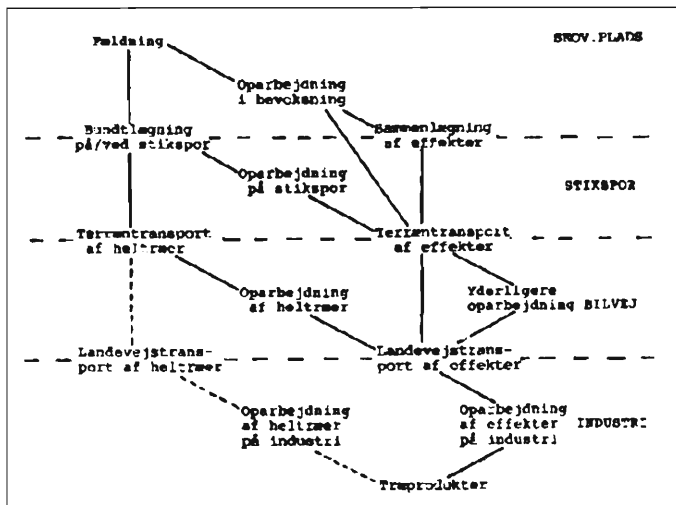 Fældning
SKOV.PLADS
Oparbejdning
i bevoksning
Bundtlægning
på/ved stikspor
Sammenlægning
af effekter
Oparbejdning
på stikspor
STIKSPOR
Terræntransport
af heltræer
Terræntransport
af effekter
Oparbejdning
af heltræer
Yderligere
oparbejdning BILVEJ
Landevejstrans-
port af heltræer
Landevejstrans-
port af effekter
Oparbejdning
af heltræer
på industri
Oparbejdning
af effekter
på industri
INDUSTRI
Træprodukter